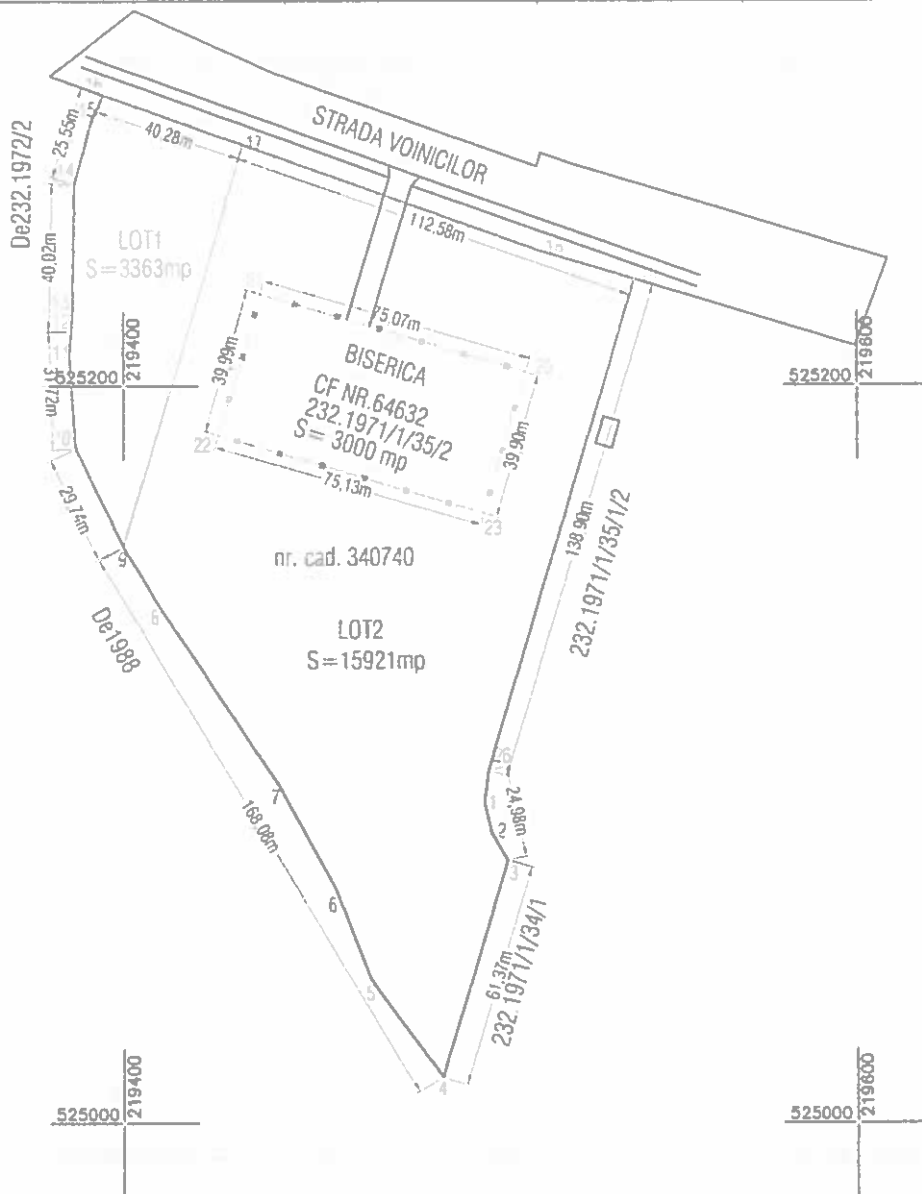 STRADA VOINICILOR
De232.1972/2
25.55m
15
40.28m
17
112.58m
40.02m
LOT1
S=3363mp
75.07m
20
39.99m
BISERICA
CF NR.64632
232.1971/1/35/2
S= 3000 mp
39.90m
22
75.13m
23
525200
219400
525200
219600
29.74m
9
nr. cad. 340740
138.90m
232.1971/1/35/1/2
De1988
LOT2
S=15921mp
7
168.08m
1
2
24.98m
3
6
5
61.37m
232.1971/1/34/1
4
525000
219400
525000
219600